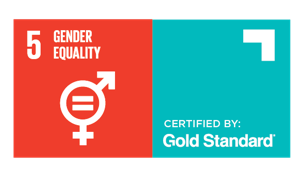 5 GENDER
EQUALITY
CERTIFIED BY:
Gold Standard®